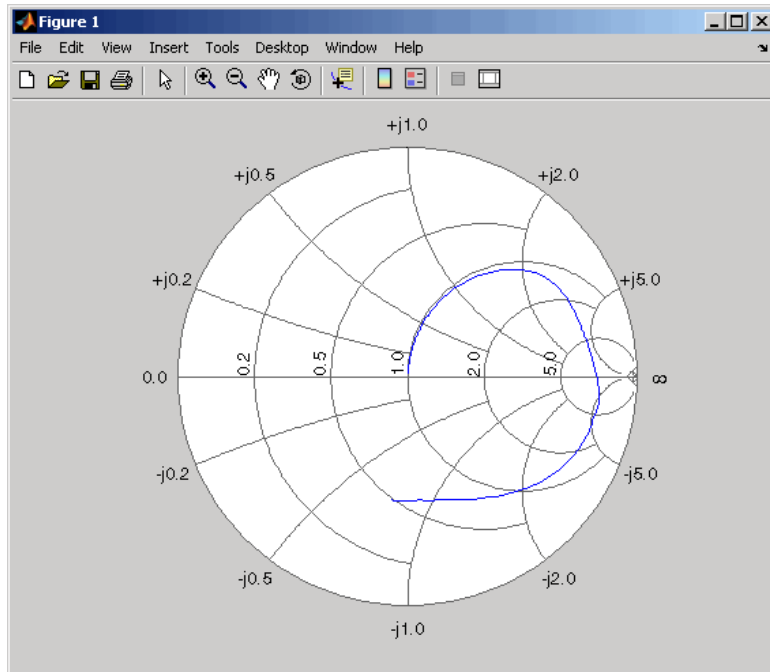 Figure 1
File Edit View Insert Tools Desktop Window Help
+j1.0
+j0.5 +j2.0
+j0.2 +j5.0
0.0 0.2 0.5 1.0 2.0 5.0 ∞
-j0.2 -j5.0
-j0.5 -j2.0
-j1.0